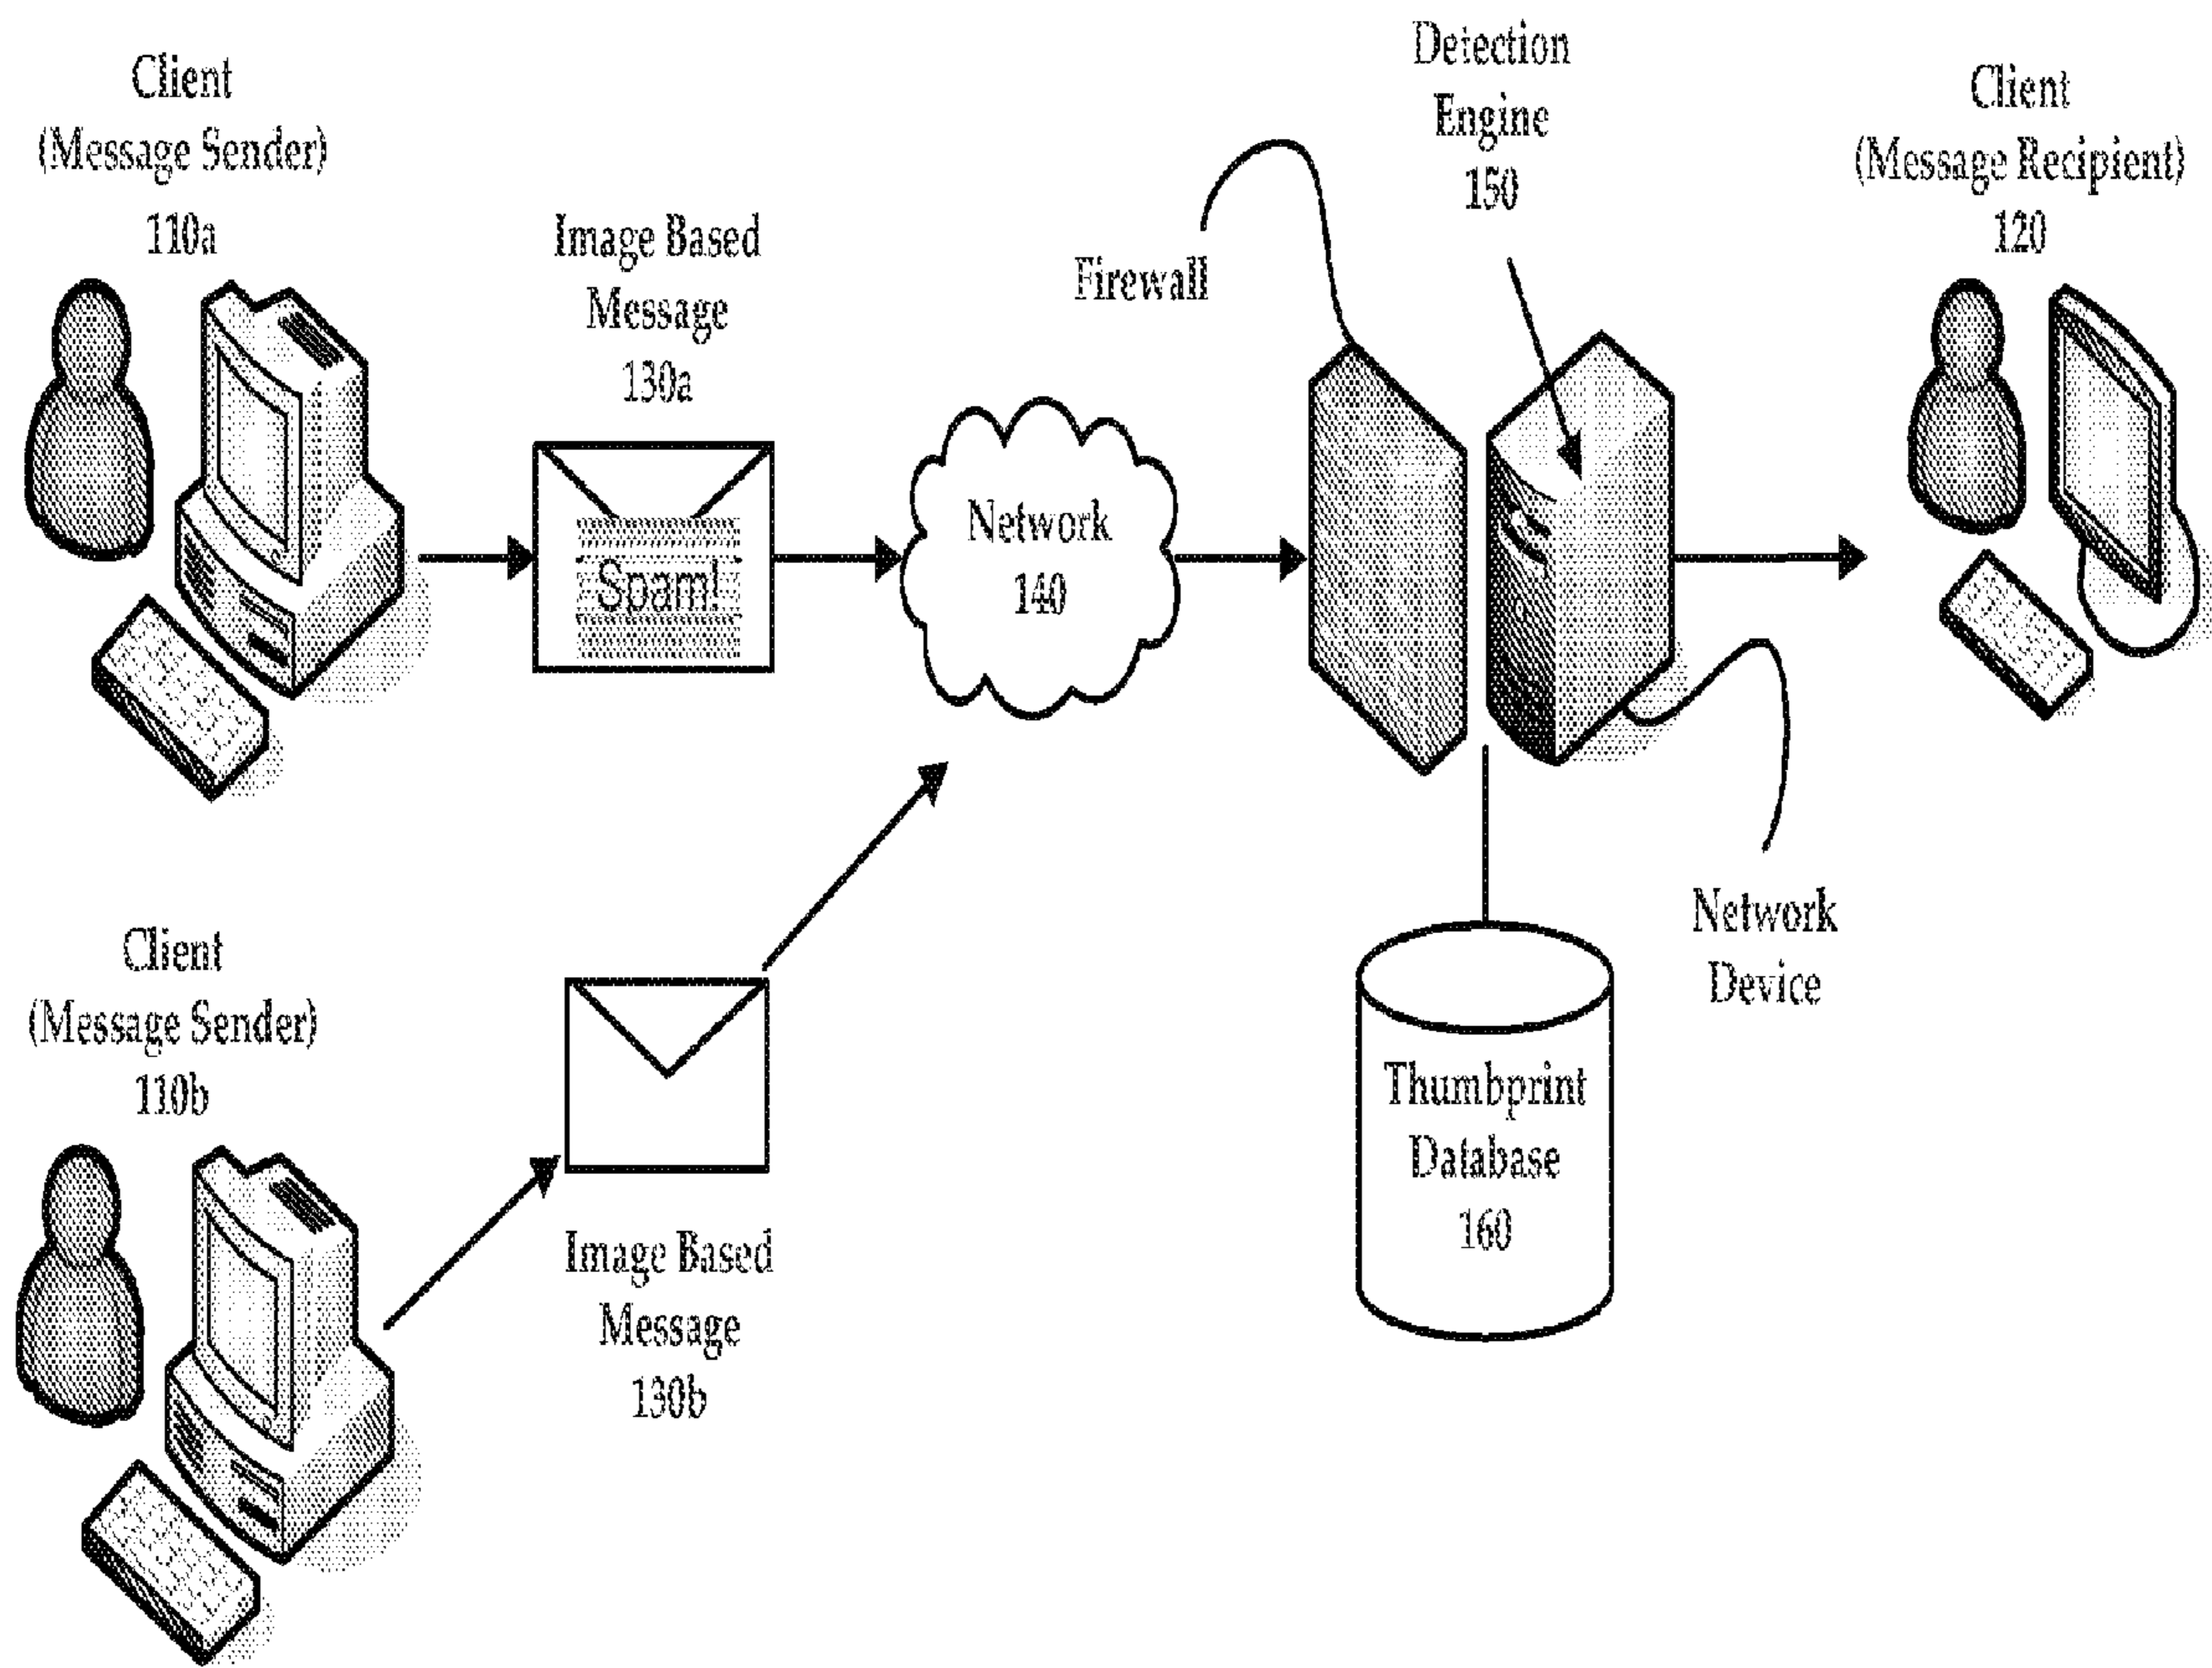 Client
(Message Sender)
110a
Image Based
Message
130a
Spam!
Network
140
Firewall
Detection
Engine
150
Client
(Message Recipient)
120
Network
Device
Thumbprint
Database
160
Client
(Message Sender)
110b
Image Based
Message
130b